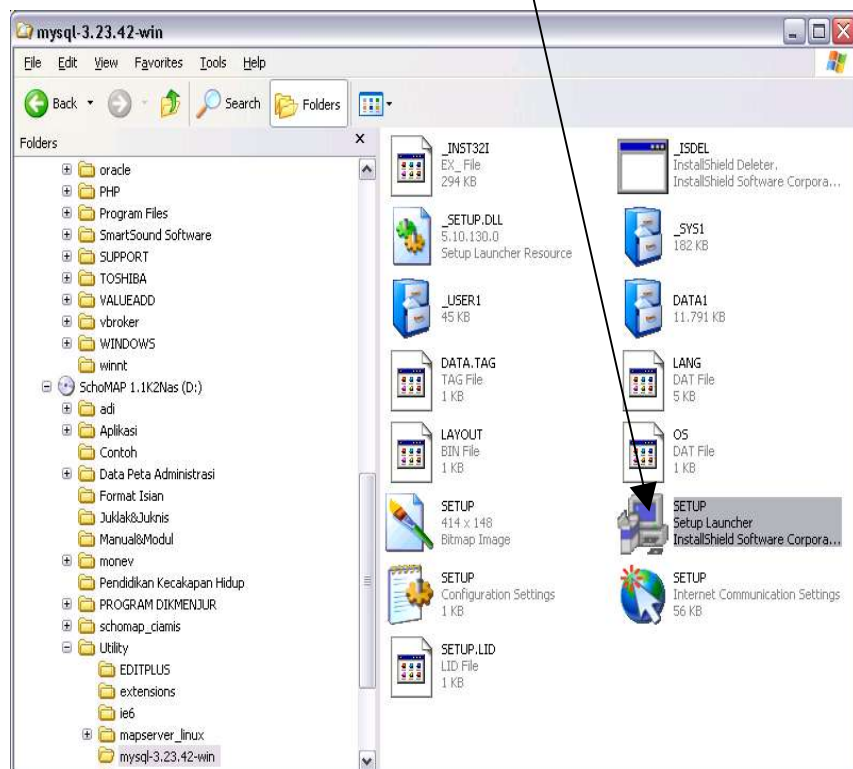 mysql-3.23.42-win
File Edit View Favorites Tools Help
Back Search Folders
Folders X
oracle
PHP
Program Files
SmartSound Software
SUPPORT
TOSHIBA
VALUEADD
vbroker
WINDOWS
winnt
SchoMAP 1.1K2Nas (D:)
adi
Aplikasi
Contoh
Data Peta Administrasi
Format Isian
Juklak&Juknis
Manual&Modul
monev
Pendidikan Kecakapan Hidup
PROGRAM DIKMENJUR
schomap_ciamis
Utility
EDITPLUS
extensions
ie6
mapserver_linux
mysql-3.23.42-win
_INST32I
EX_ File
294 KB
_ISDEL
InstallShield Deleter.
InstallShield Software Corpora...
_SETUP.DLL
5.10.130.0
Setup Launcher Resource
_SYS1
182 KB
_USER1
45 KB
DATA1
11.791 KB
DATA.TAG
TAG File
1 KB
LANG
DAT File
5 KB
LAYOUT
BIN File
1 KB
OS
DAT File
1 KB
SETUP
414 x 148
Bitmap Image
SETUP
Setup Launcher
InstallShield Software Corpora...
SETUP
Configuration Settings
1 KB
SETUP
Internet Communication Settings
56 KB
SETUP.LID
LID File
1 KB